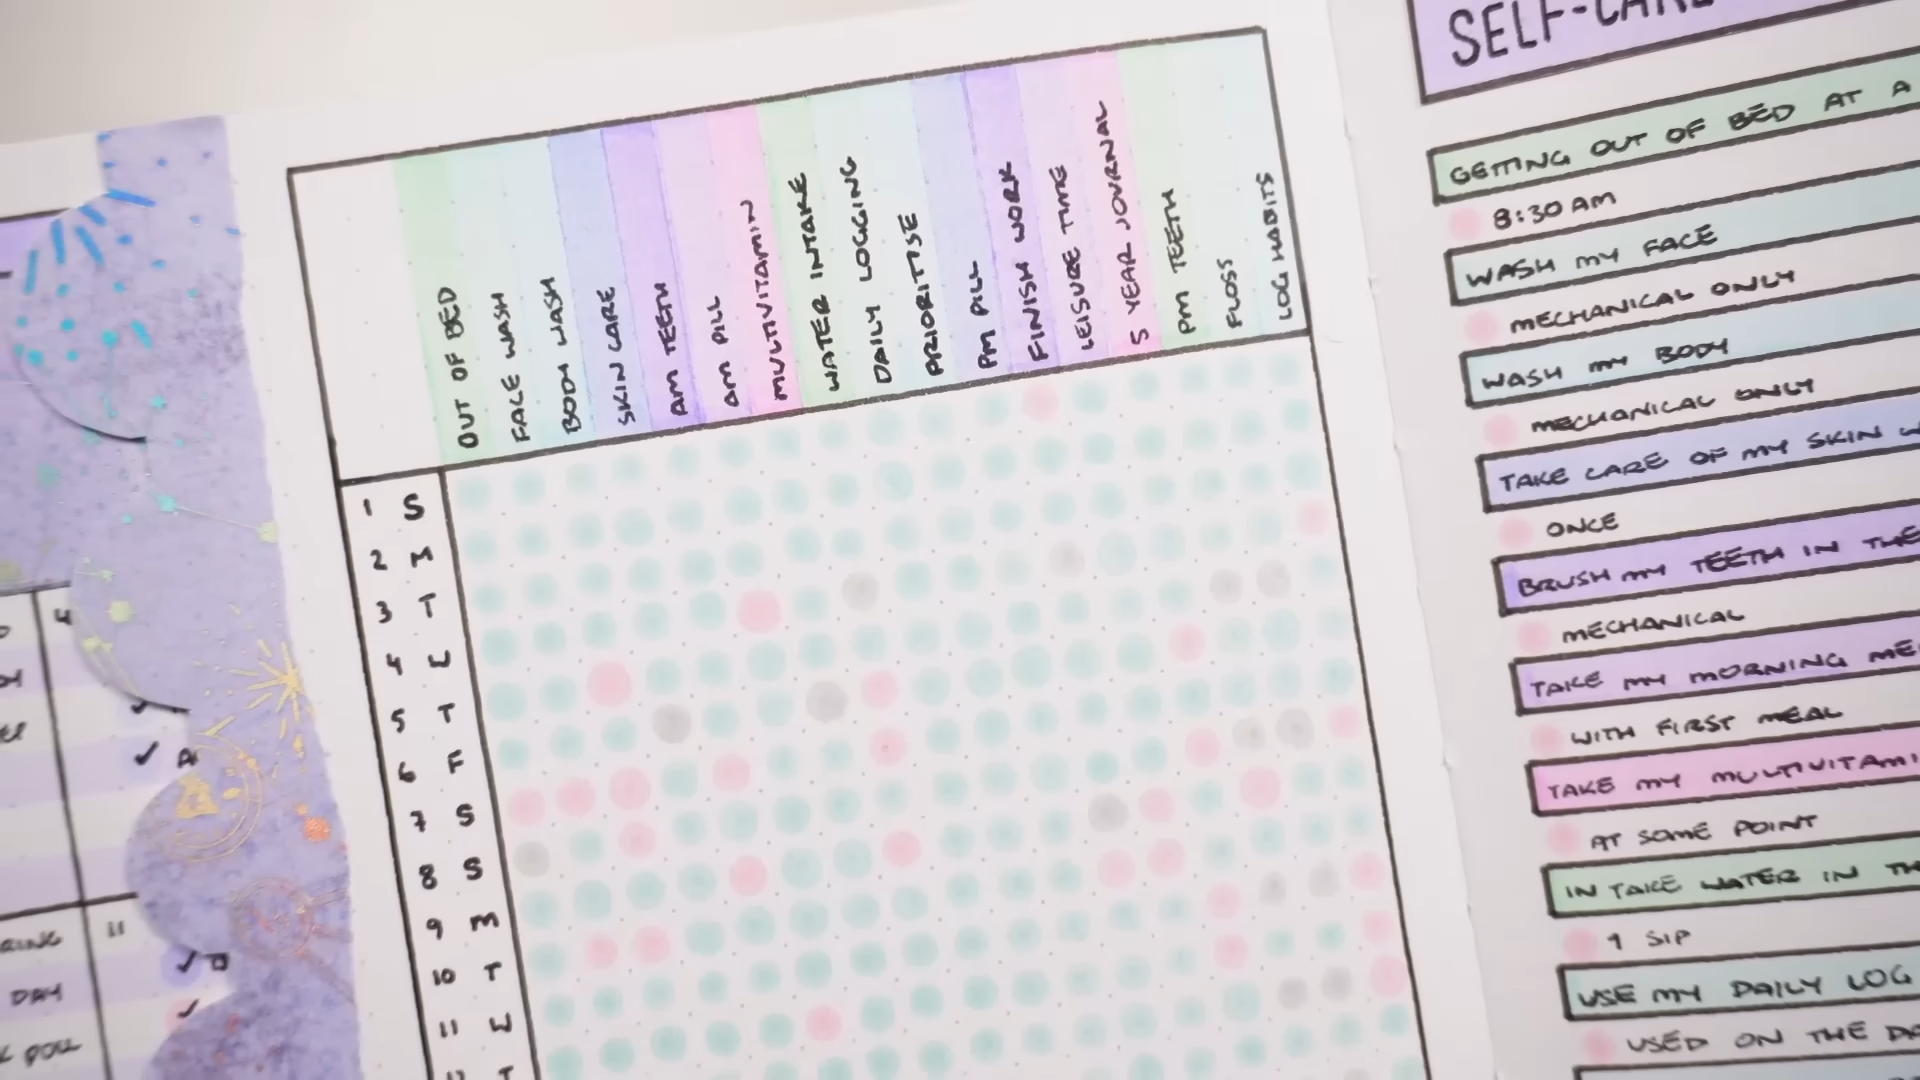 OUT OF BED
FACE WASH
BODY WASH
SKIN CARE
AM TEETH
AM PILL
MULTIVITAMIN
WATER INTAKE
DAILY LOGGING
PRIORITISE
PM PILL
FINISH WORK
LEISURE TIME
5 YEAR JOURNAL
PM TEETH
FLOSS
LOG HABITS
1 S
2 M
3 T
4 W
5 T
6 F
7 S
8 S
9 M
10 T
11 W
T
4
11
DAY
SELF-CARE
GETTING OUT OF BED AT A
8:30 AM
WASH MY FACE
MECHANICAL ONLY
WASH MY BODY
MECHANICAL ONLY
TAKE CARE OF MY SKIN
ONCE
BRUSH MY TEETH IN THE
MECHANICAL
TAKE MY MORNING
WITH FIRST MEAL
TAKE MY
AT SOME POINT
INTAKE WATER IN
1 SIP
USE MY DAILY LOG
USED ON THE